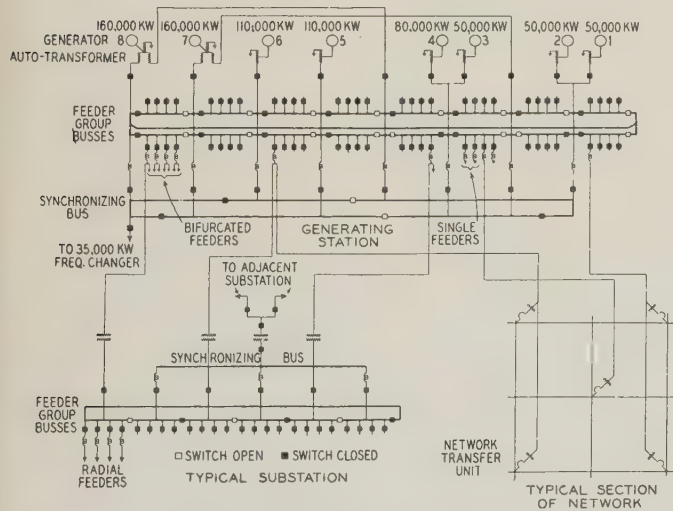 160,000 KW 160,000 KW 110,000 KW 110,000 KW 80,000 KW 50,000 KW 50,000 KW 50,000 KW
GENERATOR 8 7 6 5 4 3 2 1
AUTO-TRANSFORMER
FEEDER
GROUP
BUSSES
SYNCHRONIZING
BUS
BIFURCATED
FEEDERS
GENERATING
STATION
SINGLE
FEEDERS
TO 35,000 KW
FREQ. CHANGER
TO ADJACENT
SUBSTATION
SYNCHRONIZING BUS
FEEDER
GROUP
BUSSES
RADIAL
FEEDERS
SWITCH OPEN SWITCH CLOSED
TYPICAL SUBSTATION
NETWORK
TRANSFER
UNIT
TYPICAL SECTION
OF NETWORK